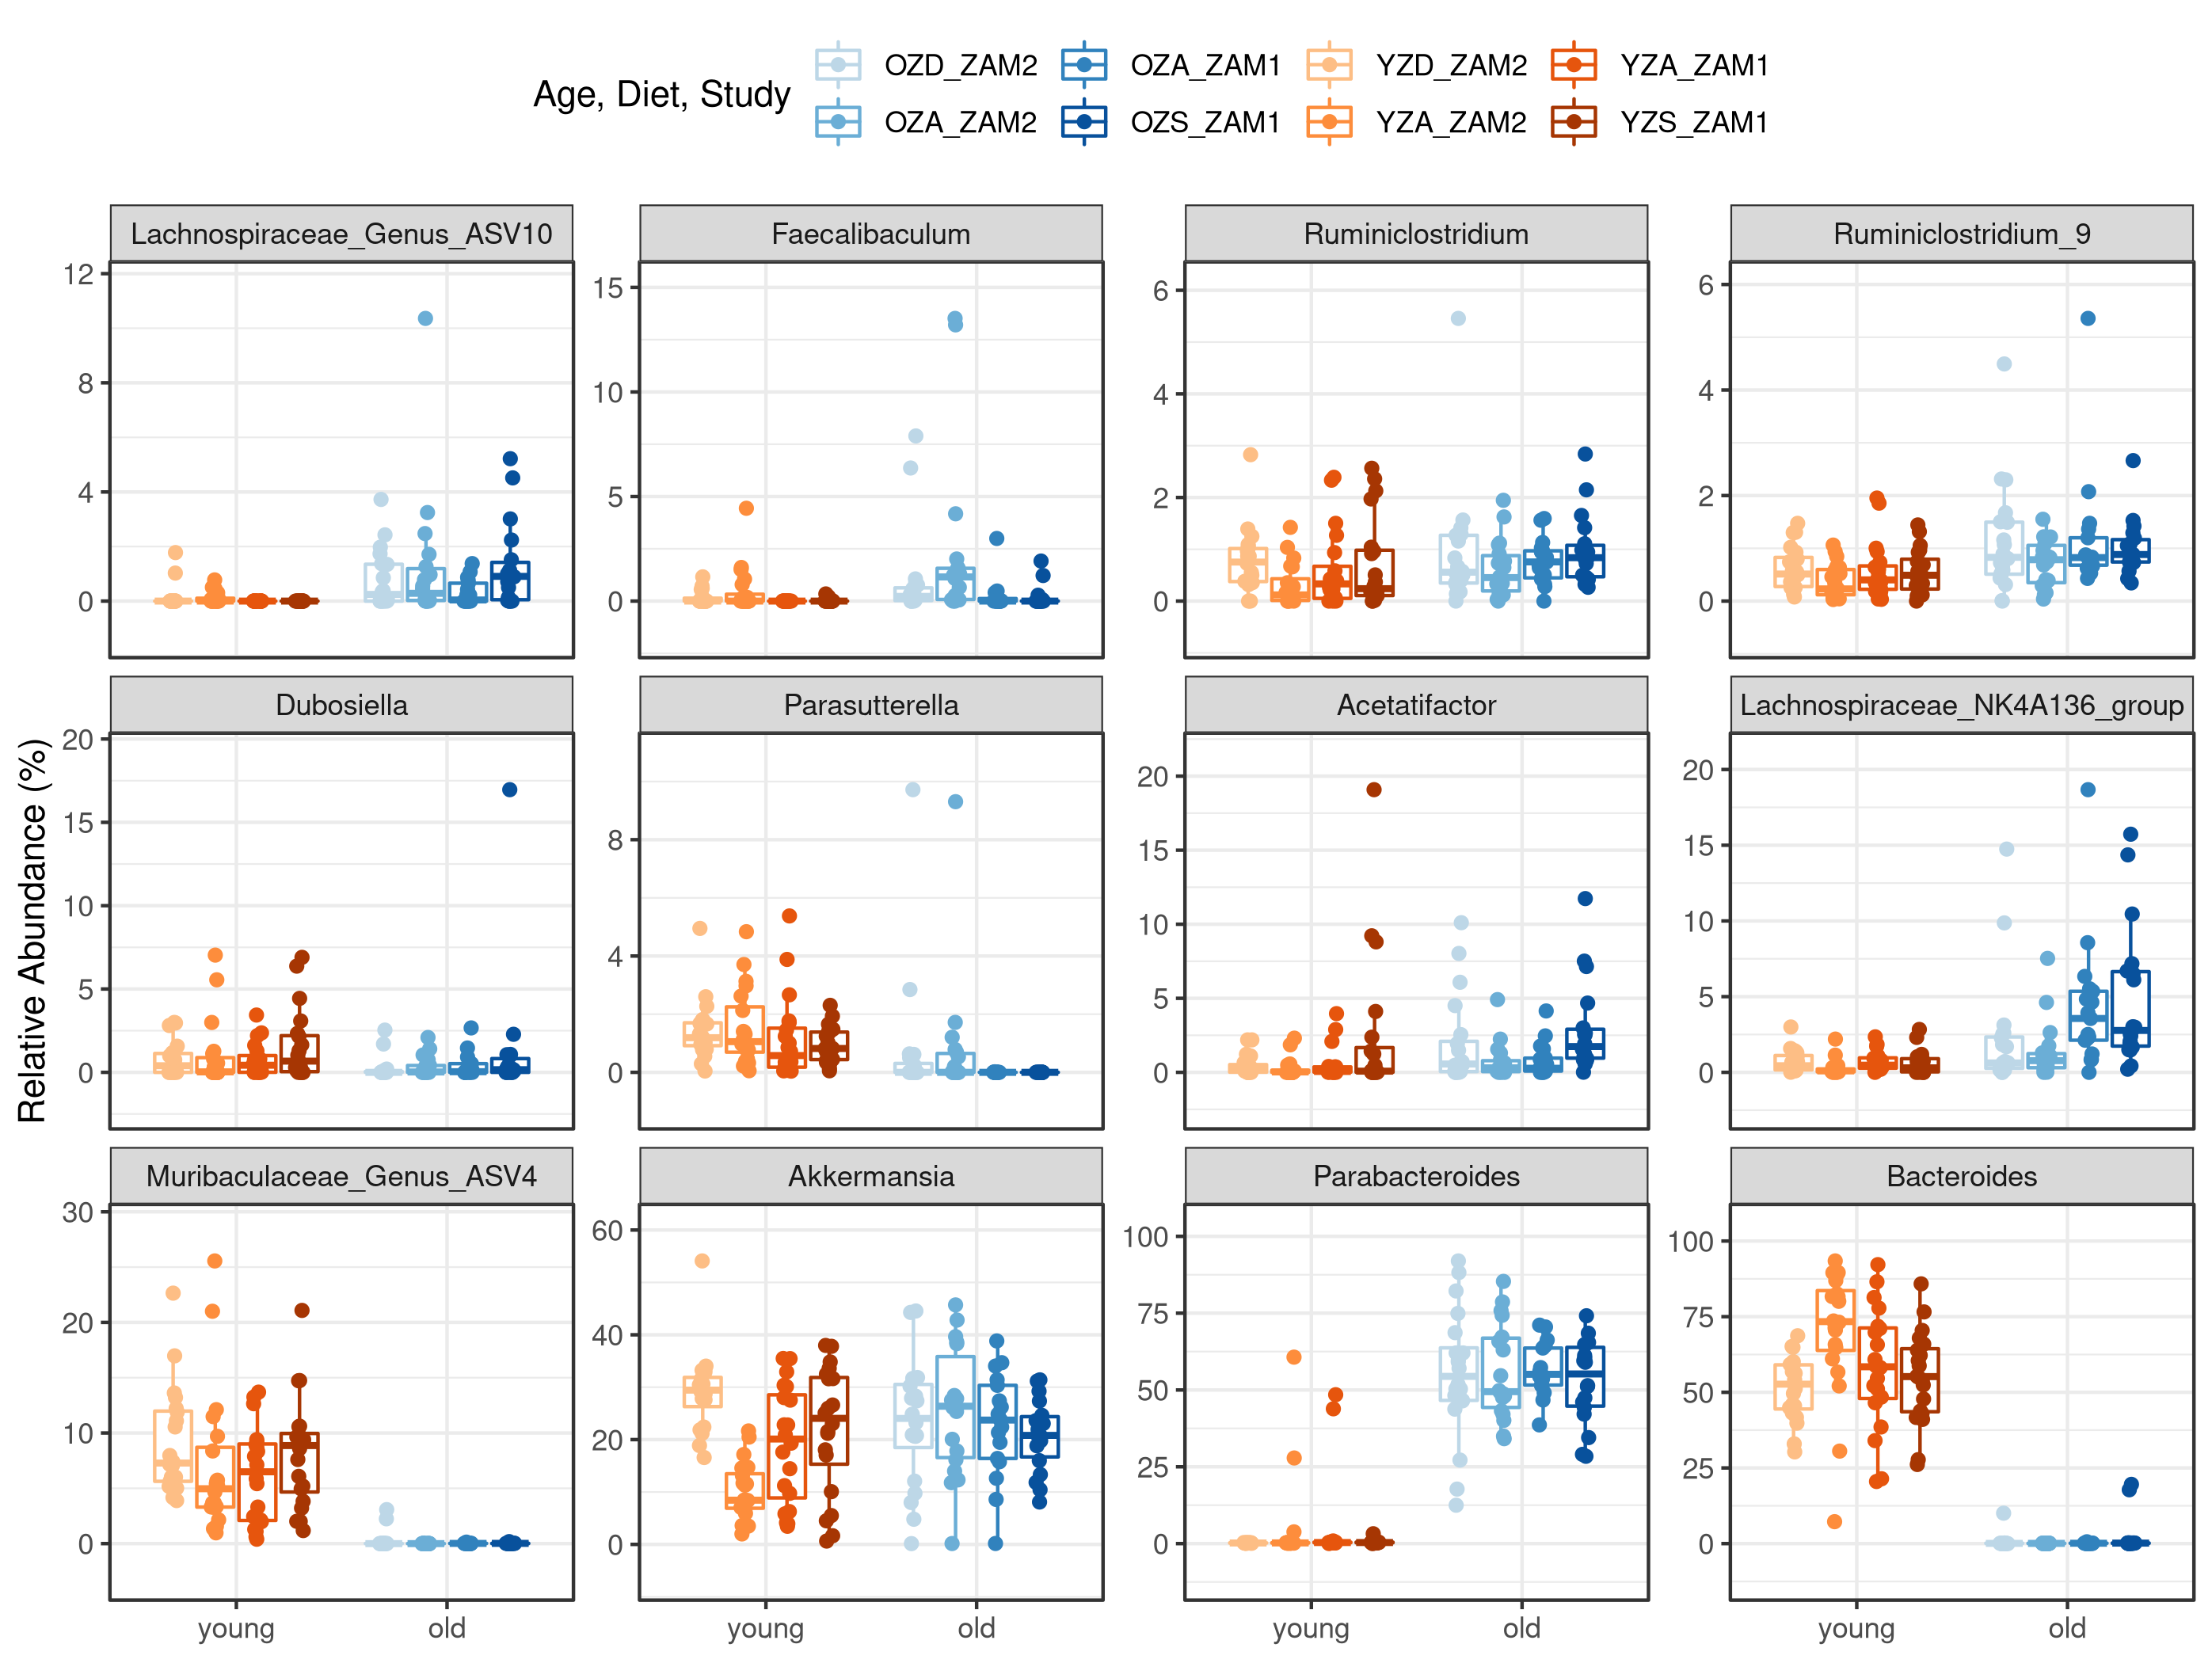 Age, Diet, Study
OZD_ZAM2 OZA_ZAM1 YZD_ZAM2 YZA_ZAM1
OZA_ZAM2 OZS_ZAM1 YZA_ZAM2 YZS_ZAM1
Lachnospiraceae_Genus_ASV10 Faecalibaculum Ruminiclostridium Ruminiclostridium_9
12 8 4 0
15 10 5 0
6 4 2 0
6 4 2 0
Relative Abundance (%)
Dubosiella Parasutterella Acetatifactor Lachnospiraceae_NK4A136_group
20 15 10 5 0
8 4 0
20 15 10 5 0
20 15 10 5 0
Muribaculaceae_Genus_ASV4 Akkermansia Parabacteroides Bacteroides
30 20 10 0
60 40 20 0
100 75 50 25 0
100 75 50 25 0
young old young old young old young old